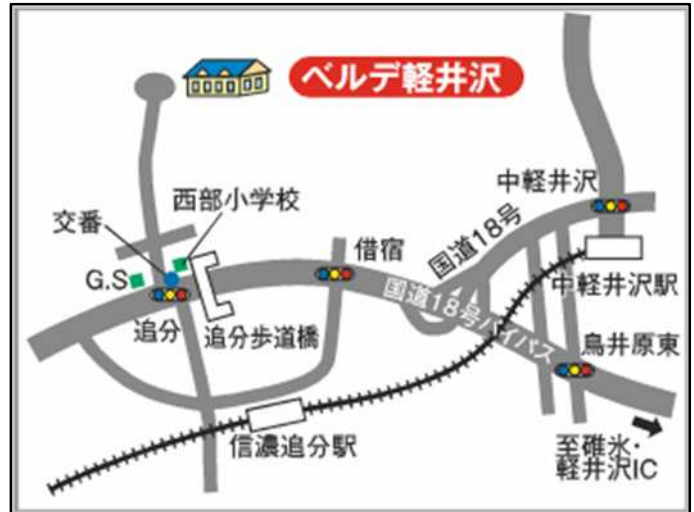 ベルデ軽井沢
中軽井沢
西部小学校
交番
国道18号
借宿
G.S
中軽井沢駅
国道18号バイパス
追分
追分歩道橋
鳥井原東
信濃追分駅
至碓氷・
軽井沢IC